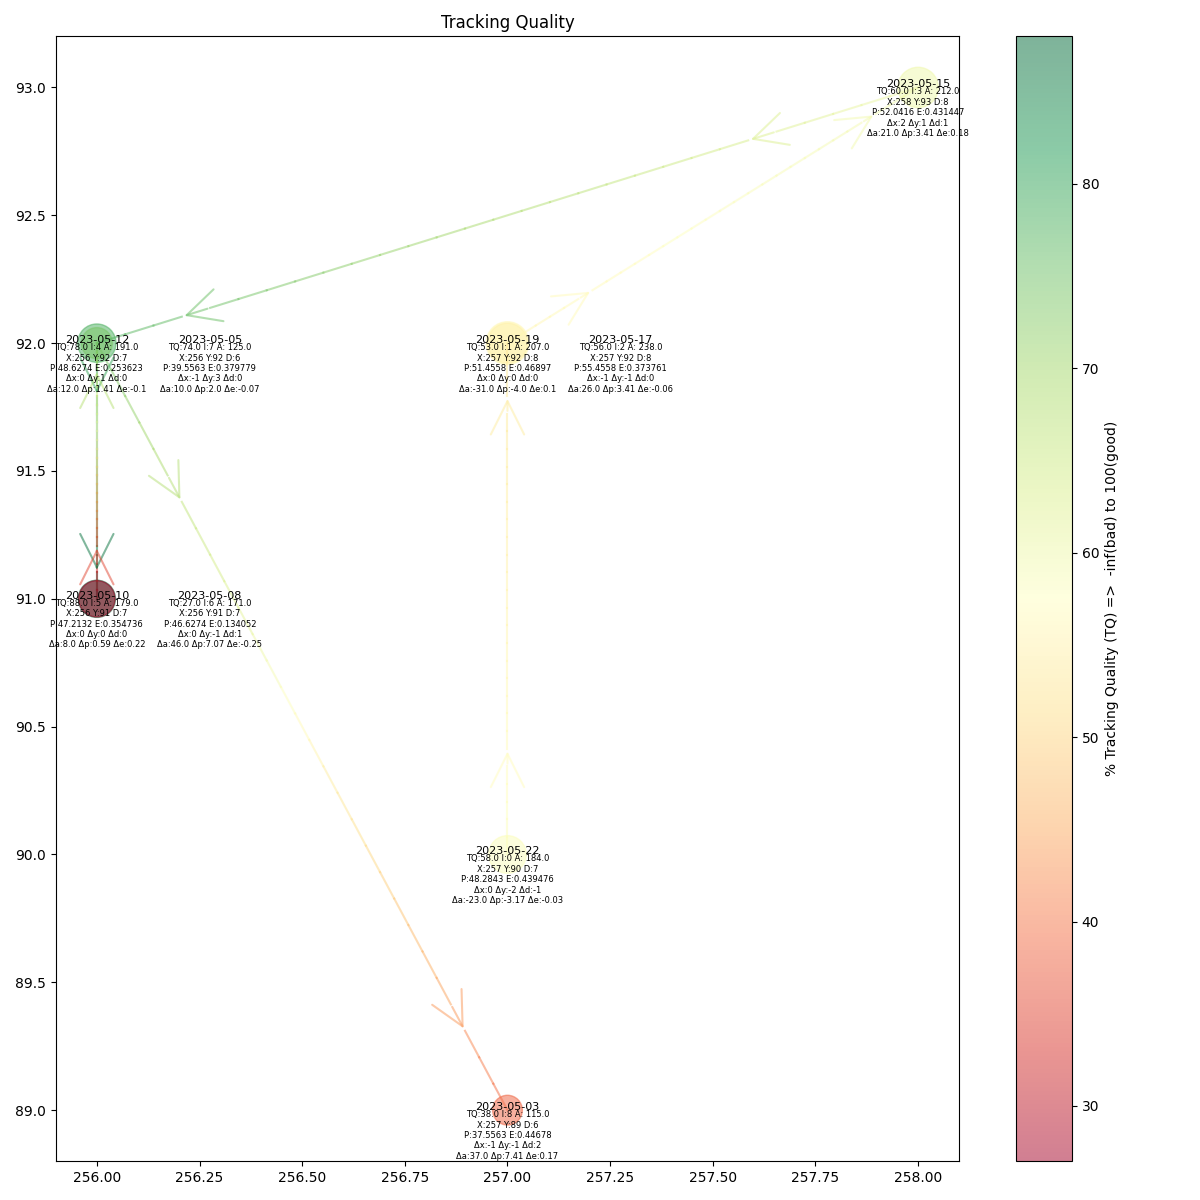 Tracking Quality
93.0
92.5
92.0
91.5
91.0
90.5
90.0
89.5
89.0
2023-05-15
TQ:60.0 I:3 A: 212.0
X:258 Y:93 D:8
P:52.0416 E:0.431447
Δx:2 Δy:1 Δd:1
Δa:21.0 Δp:3.41 Δe:0.18
2023-05-12
TQ:78.0 I:4 A: 191.0
X:256 Y:92 D:7
P:48.6274 E:0.253623
Δx:0 Δy:1 Δd:0
Δa:12.0 Δp:1.41 Δe:-0.1
2023-05-05
TQ:74.0 I:7 A: 125.0
X:256 Y:92 D:6
P:39.5563 E:0.379779
Δx:-1 Δy:3 Δd:0
Δa:10.0 Δp:2.0 Δe:-0.07
2023-05-19
TQ:53.0 I:1 A: 207.0
X:257 Y:92 D:8
P:51.4558 E:0.46897
Δx:0 Δy:0 Δd:0
Δa:-31.0 Δp:-4.0 Δe:0.1
2023-05-17
TQ:56.0 I:2 A: 238.0
X:257 Y:92 D:8
P:55.4558 E:0.373761
Δx:-1 Δy:-1 Δd:0
Δa:26.0 Δp:3.41 Δe:-0.06
2023-05-10
TQ:88.0 I:5 A: 179.0
X:256 Y:91 D:7
P:47.2132 E:0.354736
Δx:0 Δy:0 Δd:0
Δa:8.0 Δp:0.59 Δe:0.22
2023-05-08
TQ:27.0 I:6 A: 171.0
X:256 Y:91 D:7
P:46.6274 E:0.134052
Δx:0 Δy:-1 Δd:1
Δa:46.0 Δp:7.07 Δe:-0.25
2023-05-22
TQ:58.0 I:0 A: 184.0
X:257 Y:90 D:7
P:48.2843 E:0.439476
Δx:0 Δy:-2 Δd:-1
Δa:-23.0 Δp:-3.17 Δe:-0.03
2023-05-03
TQ:38.0 I:8 A: 115.0
X:257 Y:89 D:6
P:37.5563 E:0.44678
Δx:-1 Δy:-1 Δd:2
Δa:37.0 Δp:7.41 Δe:0.17
256.00 256.25 256.50 256.75 257.00 257.25 257.50 257.75 258.00
80
70
60
50
40
30
% Tracking Quality (TQ) => -inf(bad) to 100(good)